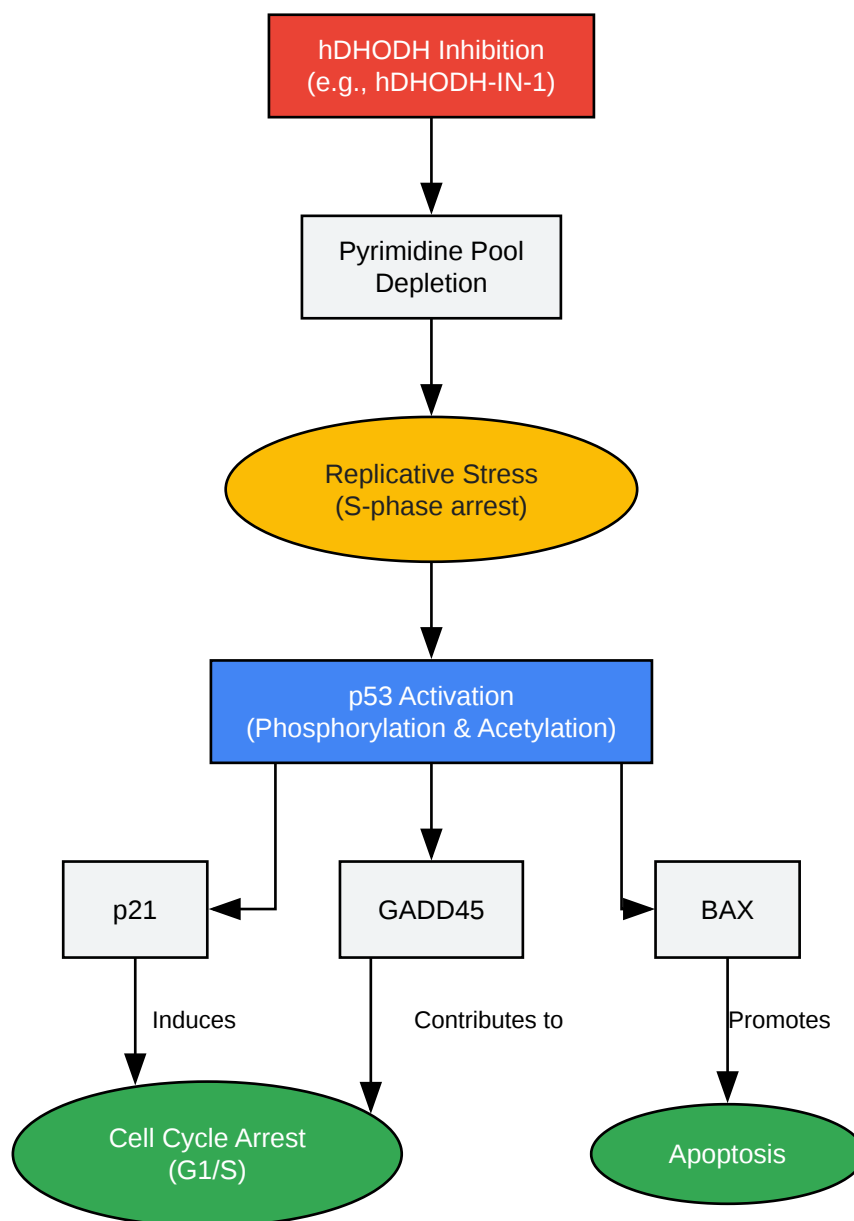 hDHODH Inhibition
(e.g., hDHODH-IN-1)
Pyrimidine Pool
Depletion
Replicative Stress
(S-phase arrest)
p53 Activation
(Phosphorylation & Acetylation)
p21
GADD45
BAX
Induces
Contributes to
Promotes
Cell Cycle Arrest
(G1/S)
Apoptosis